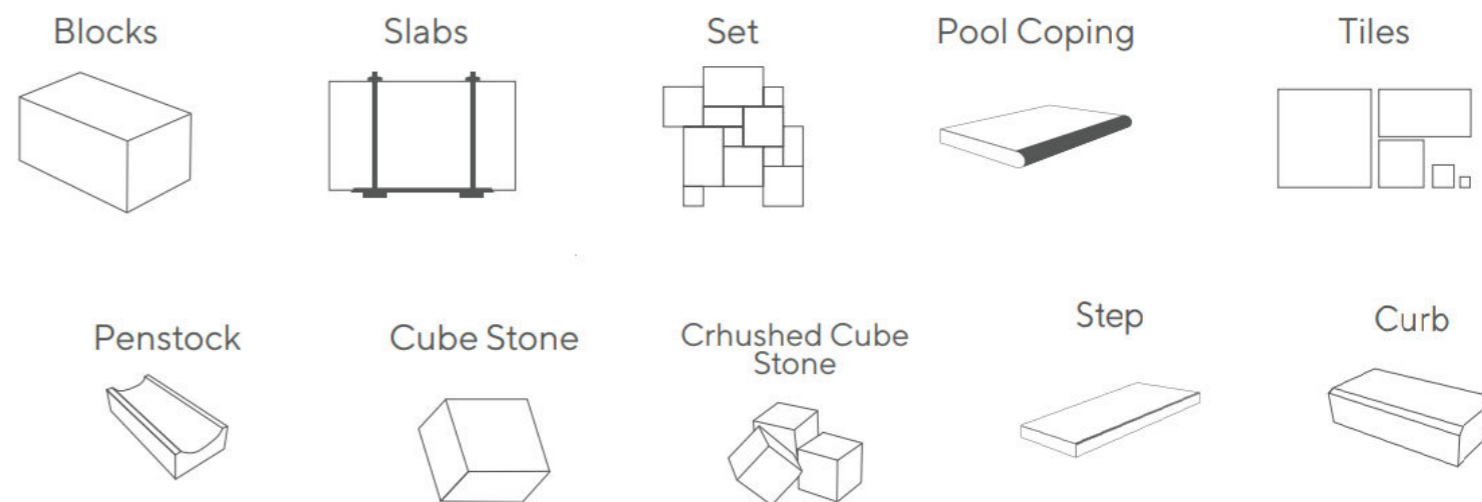 Blocks
Slabs
Set
Pool Coping
Tiles
Penstock
Cube Stone
Crhushed Cube
Stone
Step
Curb